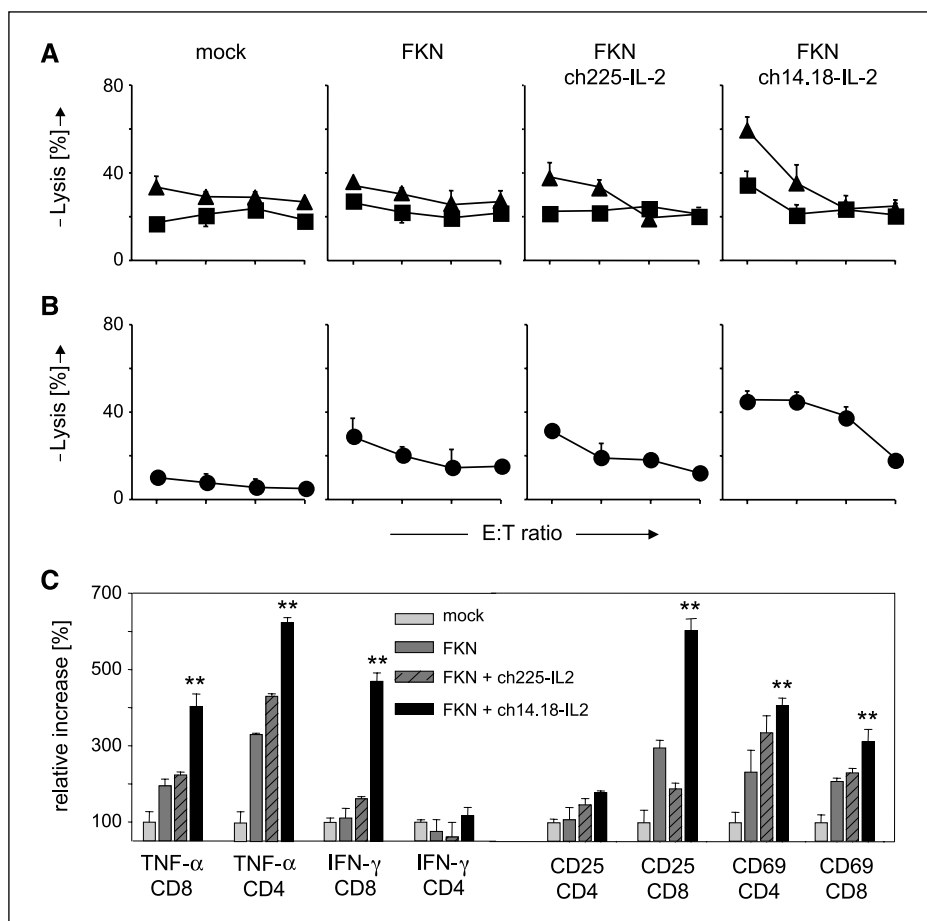 A
mock
FKN
FKN
ch225-IL-2
FKN
ch14.18-IL-2
– Lysis [%] →
80
40
0
B
– Lysis [%] →
80
40
0
E:T ratio
C
relative increase [%]
700
500
300
100
mock
FKN
FKN + ch225-IL2
FKN + ch14.18-IL2
** ** ** ** ** **
TNF-α TNF-α IFN-γ IFN-γ CD25 CD25 CD69 CD69
CD8 CD4 CD8 CD4 CD4 CD8 CD4 CD8